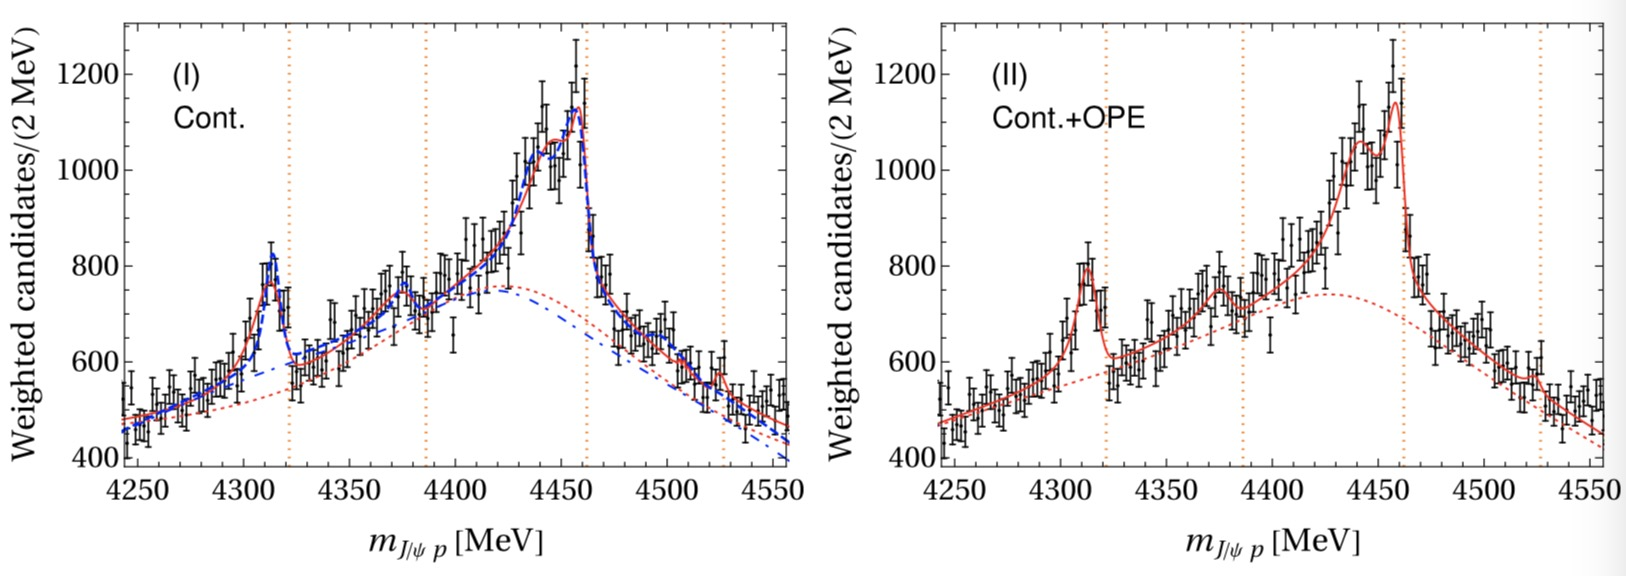 Weighted candidates/(2 MeV)
1200
1000
800
600
400
(I)
Cont.
4250 4300 4350 4400 4450 4500 4550
m_{J/ψ p} [MeV]
Weighted candidates/(2 MeV)
1200
1000
800
600
400
(II)
Cont.+OPE
4250 4300 4350 4400 4450 4500 4550
m_{J/ψ p} [MeV]